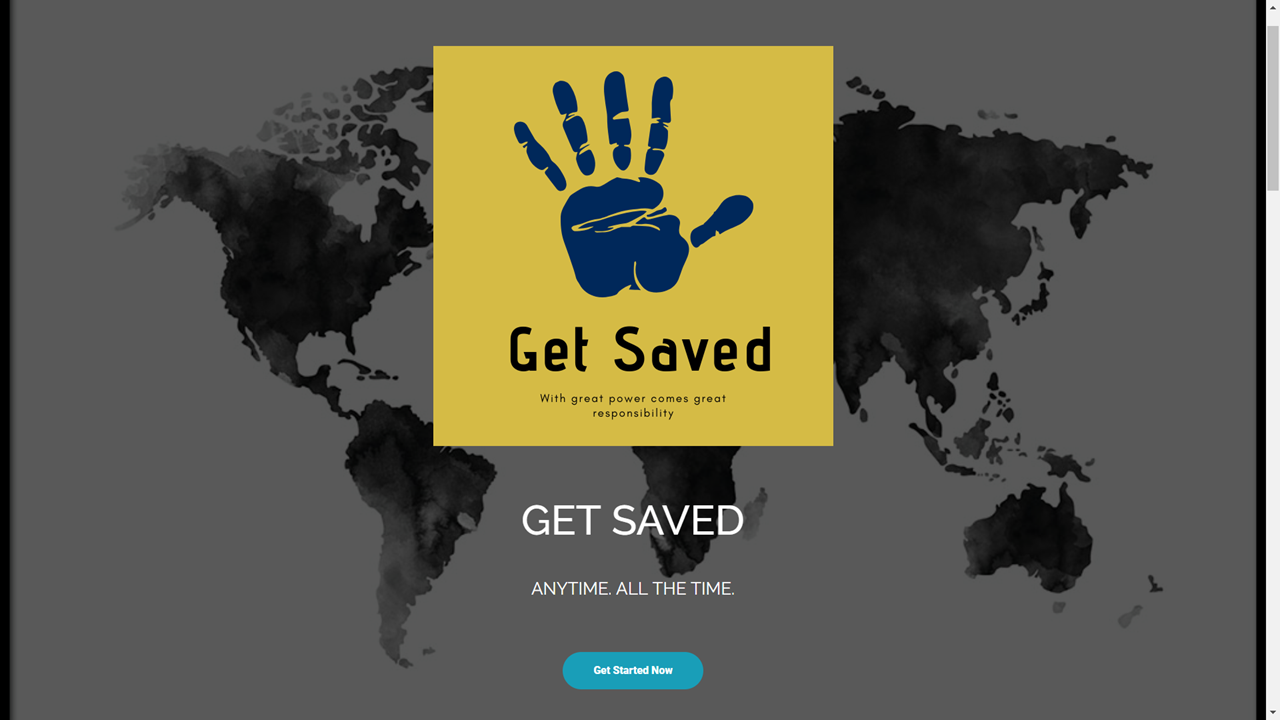 Get Saved
With great power comes great
responsibility
GET SAVED
ANYTIME. ALL THE TIME.
Get Started Now